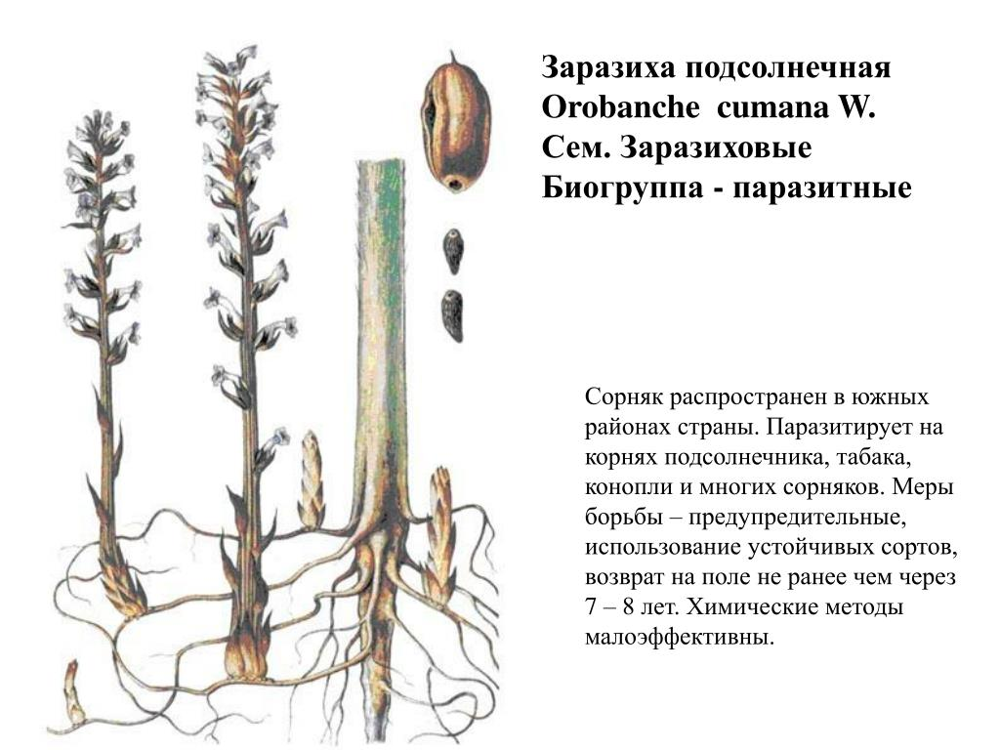 Заразиха подсолнечная
Orobanche cumana W.
Сем. Заразиховые
Биогруппа - паразитные
Сорняк распространен в южных
районах страны. Паразитирует на
корнях подсолнечника, табака,
конопли и многих сорняков. Меры
борьбы – предупредительные,
использование устойчивых сортов,
возврат на поле не ранее чем через
7 – 8 лет. Химические методы
малоэффективны.